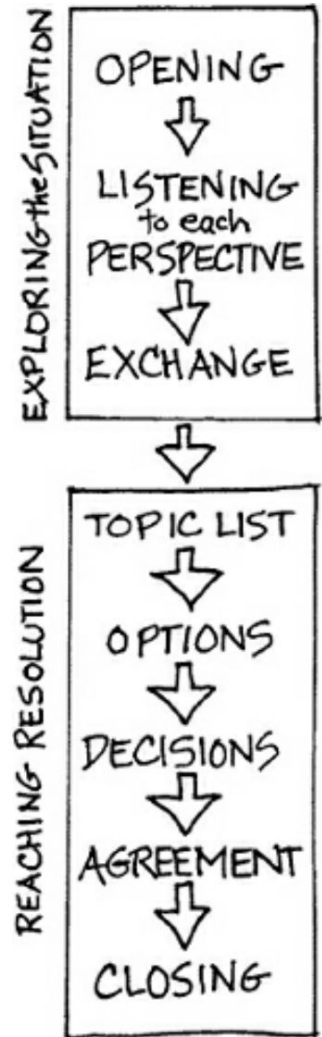 EXPLORING the SITUATION
OPENING
LISTENING
to each
PERSPECTIVE
EXCHANGE
REACHING RESOLUTION
TOPIC LIST
OPTIONS
DECISIONS
AGREEMENT
CLOSING